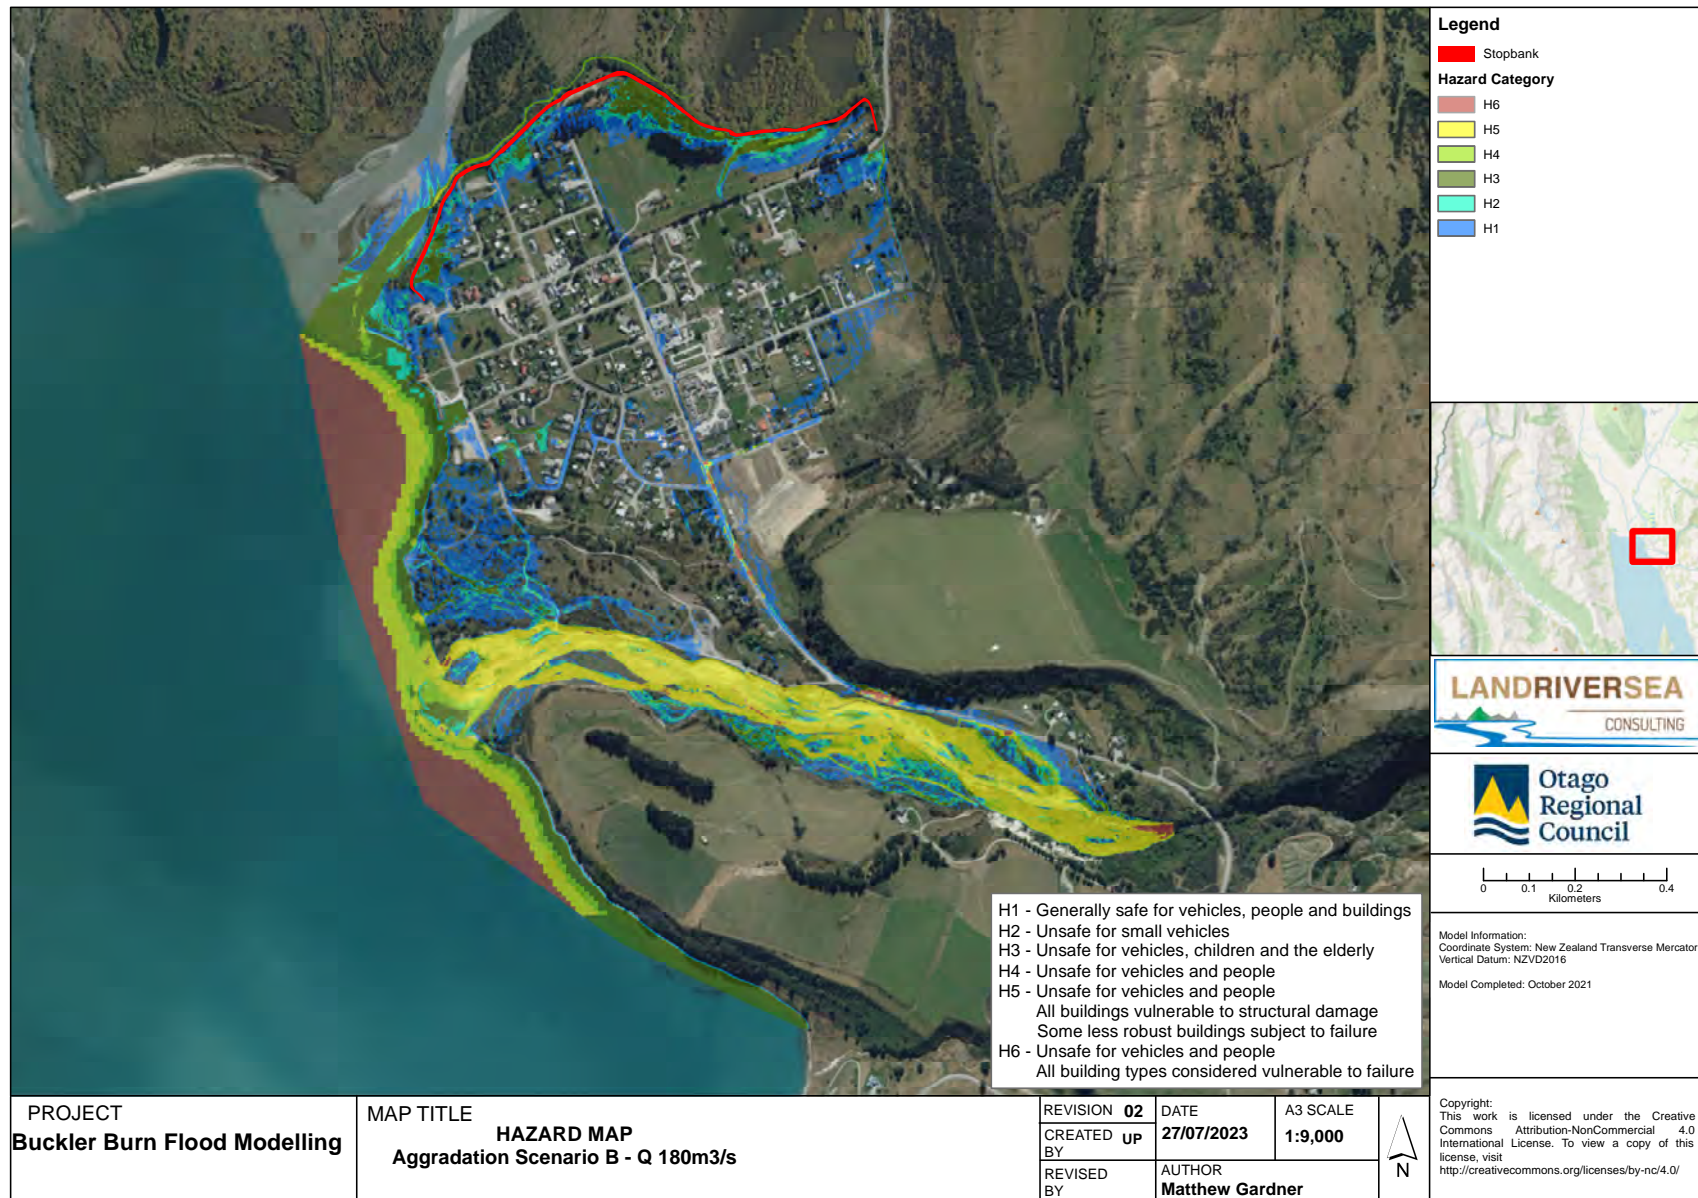 Legend
Stopbank
Hazard Category
H6
H5
H4
H3
H2
H1
LANDRIVERSEA
CONSULTING
Otago
Regional
Council
0 0.1 0.2 0.4
Kilometers
Model Information:
Coordinate System: New Zealand Transverse Mercator
Vertical Datum: NZVD2016
Model Completed: October 2021
Copyright:
This work is licensed under the Creative
Commons Attribution-NonCommercial 4.0
International License. To view a copy of this
license, visit
http://creativecommons.org/licenses/by-nc/4.0/
H1 - Generally safe for vehicles, people and buildings
H2 - Unsafe for small vehicles
H3 - Unsafe for vehicles, children and the elderly
H4 - Unsafe for vehicles and people
H5 - Unsafe for vehicles and people
All buildings vulnerable to structural damage
Some less robust buildings subject to failure
H6 - Unsafe for vehicles and people
All building types considered vulnerable to failure
PROJECT
Buckler Burn Flood Modelling
MAP TITLE
HAZARD MAP
Aggradation Scenario B - Q 180m3/s
REVISION 02
CREATED BY UP
REVISED BY
DATE
27/07/2023
A3 SCALE
1:9,000
AUTHOR
Matthew Gardner
N